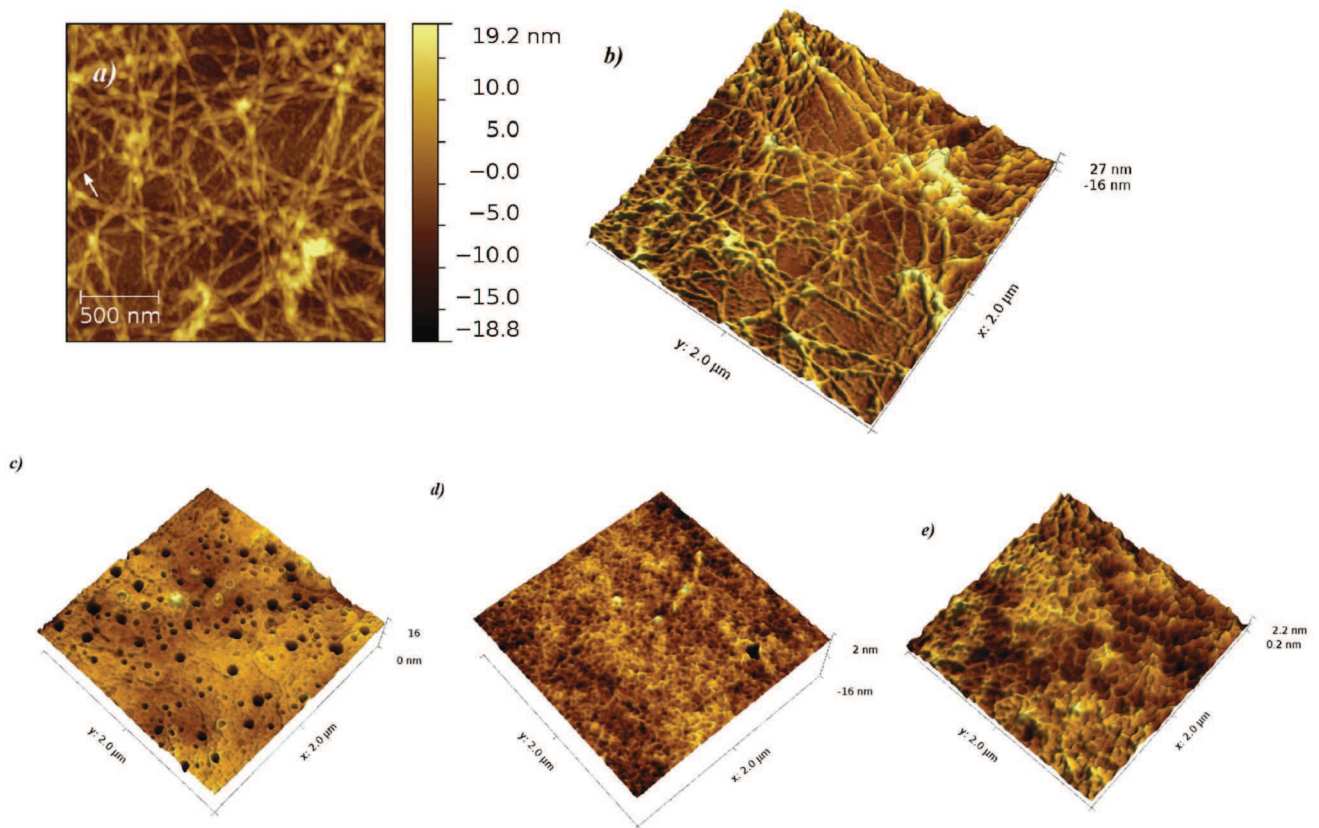 a)
500 nm
19.2 nm
10.0
5.0
−0.0
−5.0
−10.0
−15.0
−18.8
b)
27 nm
-16 nm
x: 2.0 µm
y: 2.0 µm
c)
16
0 nm
x: 2.0 µm
y: 2.0 µm
d)
2 nm
-16 nm
x: 2.0 µm
y: 2.0 µm
e)
2.2 nm
0.2 nm
x: 2.0 µm
y: 2.0 µm